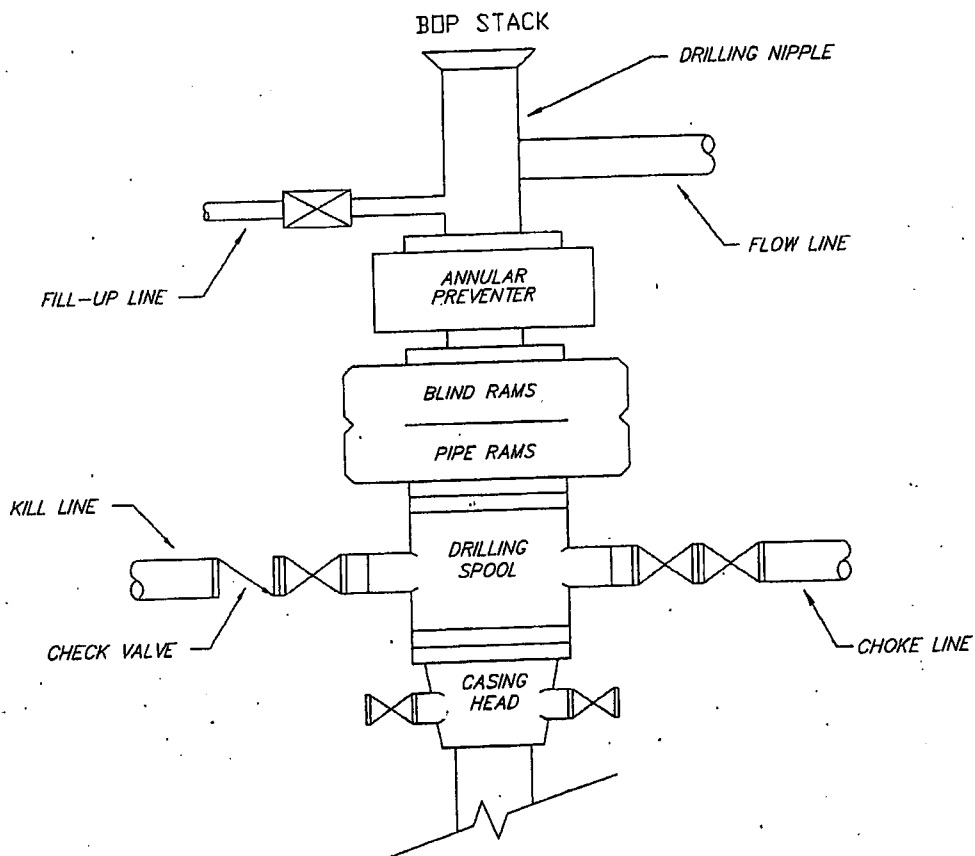 BOP STACK
DRILLING NIPPLE
FLOW LINE
FILL-UP LINE
ANNULAR
PREVENTER
BLIND RAMS
PIPE RAMS
KILL LINE
DRILLING
SPOOL
CHECK VALVE
CHOKE LINE
CASING
HEAD